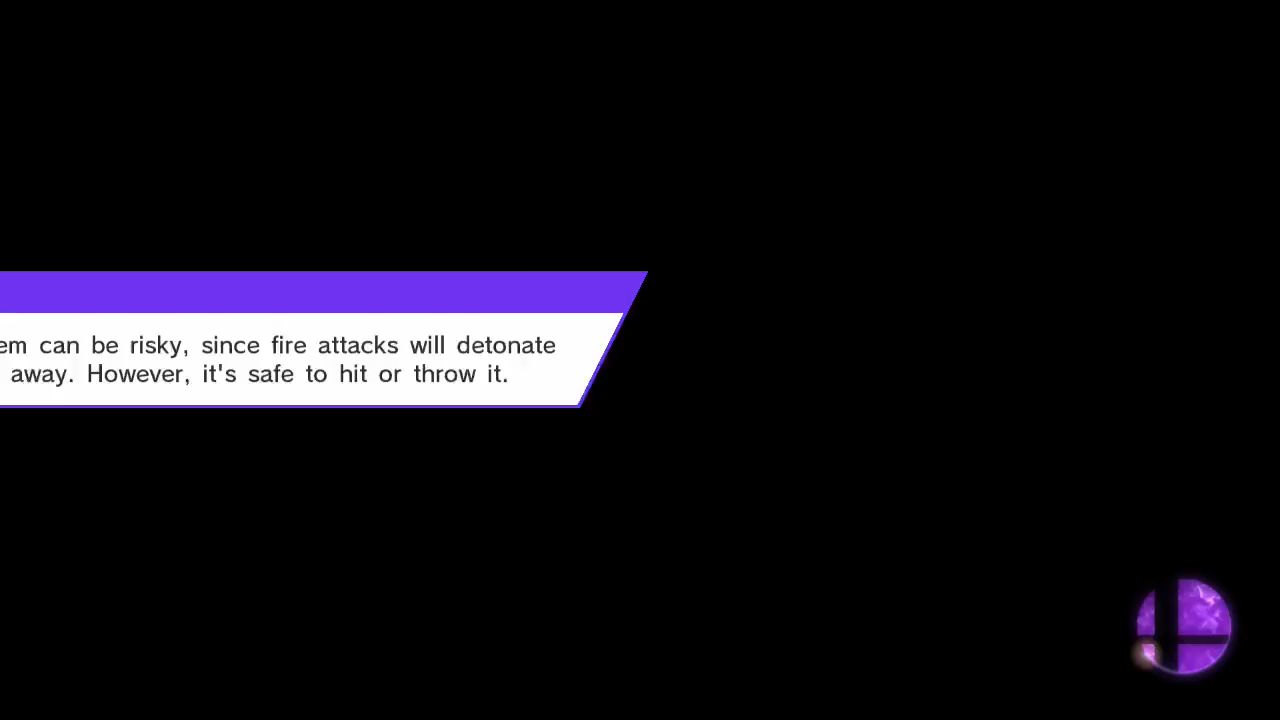 em can be risky, since fire attacks will detonate
away. However, it's safe to hit or throw it.